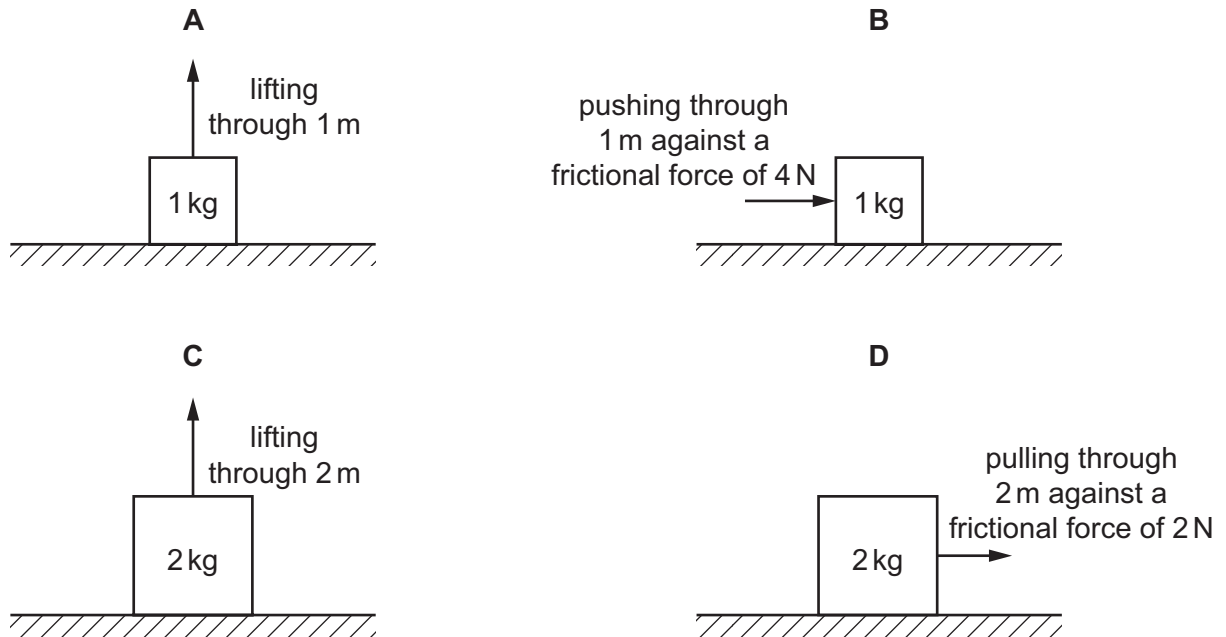 A
lifting
through 1 m
1 kg
B
pushing through
1 m against a
frictional force of 4 N
1 kg
C
lifting
through 2 m
2 kg
D
pulling through
2 m against a
frictional force of 2 N
2 kg